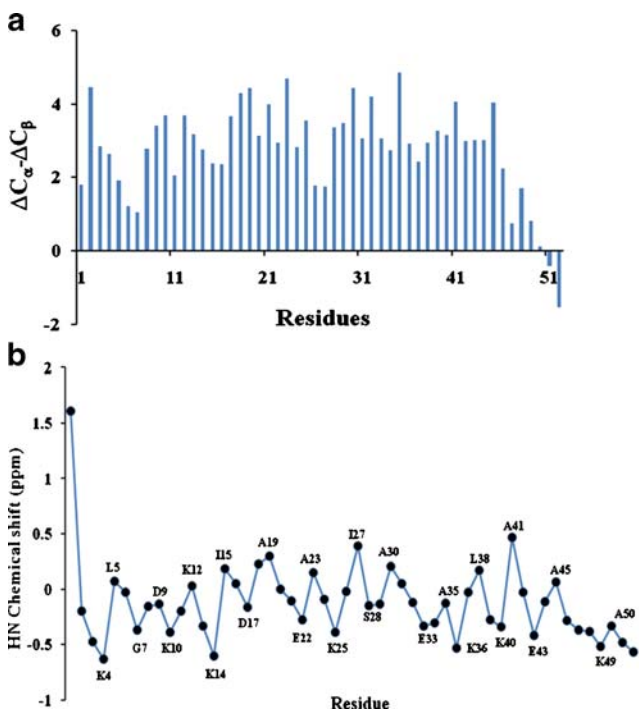 a
6
4
2
0
-2
ΔCα-ΔCβ
1 11 21 31 41 51
Residues
b
2
1.5
1
0.5
0
-0.5
-1
HN Chemical shift (ppm)
K4
L5
G7
D9
K10
K12
K14
I15
D17
A19
E22
A23
K25
I27
S28
A30
E33
A35
K36
L38
K40
A41
E43
A45
K49
A50
Residue